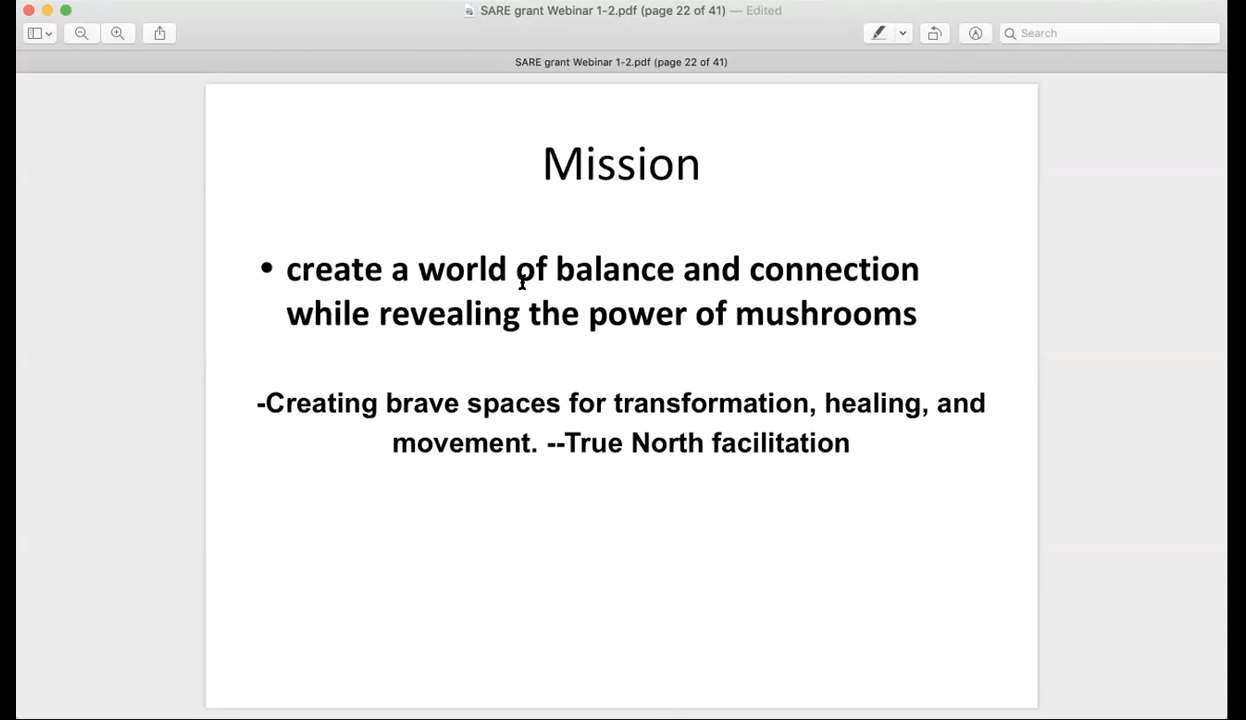 SARE grant Webinar 1-2.pdf (page 22 of 41) — Edited
Search
SARE grant Webinar 1-2.pdf (page 22 of 41)
Mission
• create a world of balance and connection
while revealing the power of mushrooms
-Creating brave spaces for transformation, healing, and
movement. --True North facilitation